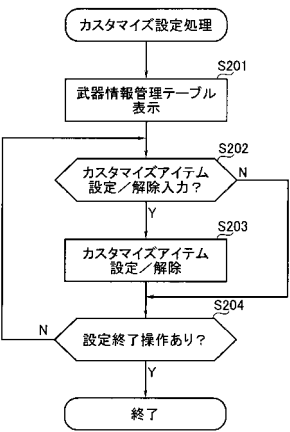 カスタマイズ設定処理
S201
武器情報管理テーブル
表示
S202
カスタマイズアイテム
設定／解除入力？
N
Y
S203
カスタマイズアイテム
設定／解除
S204
設定終了操作あり？
N
Y
終了